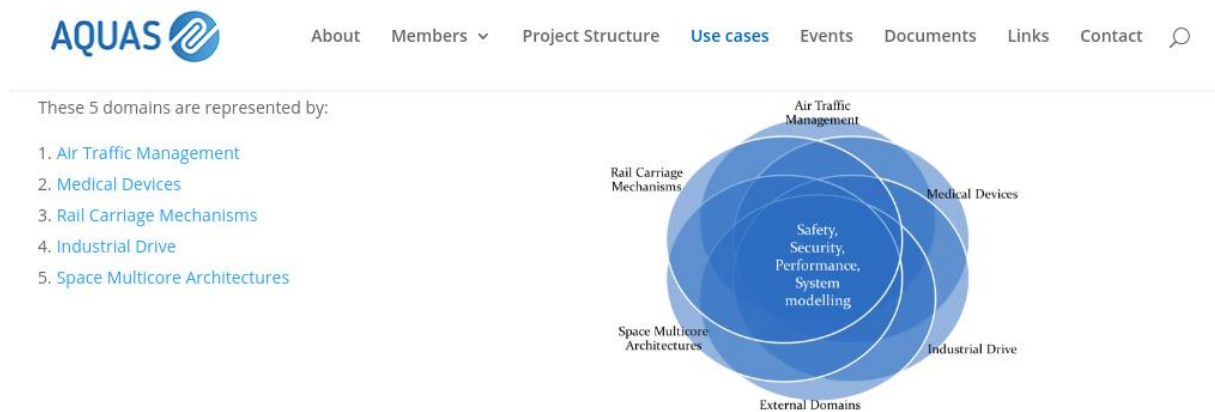 AQUAS
About Members Project Structure Use cases Events Documents Links Contact
These 5 domains are represented by:
1. Air Traffic Management
2. Medical Devices
3. Rail Carriage Mechanisms
4. Industrial Drive
5. Space Multicore Architectures
Air Traffic
Management
Rail Carriage
Mechanisms
Medical Devices
Safety,
Security,
Performance,
System
modelling
Space Multicore
Architectures
Industrial Drive
External Domains